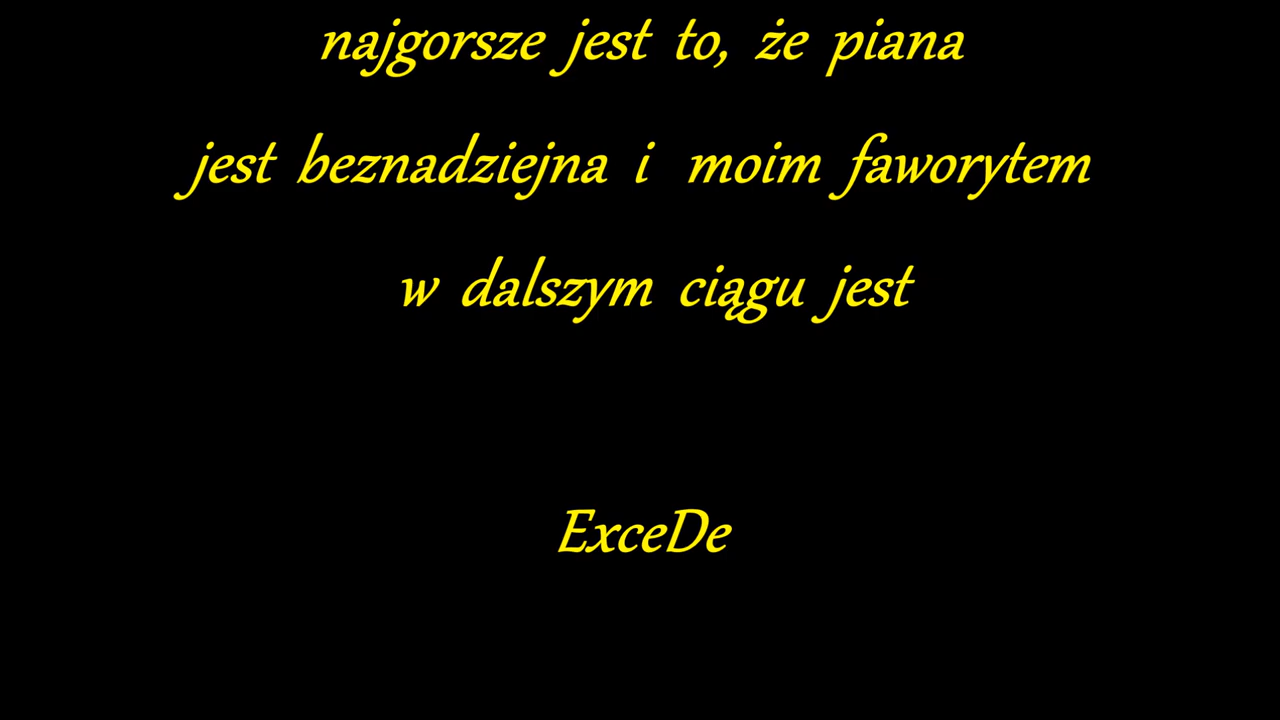 najgorsze jest to, że piana
jest beznadziejna i moim faworytem
w dalszym ciągu jest
ExceDe